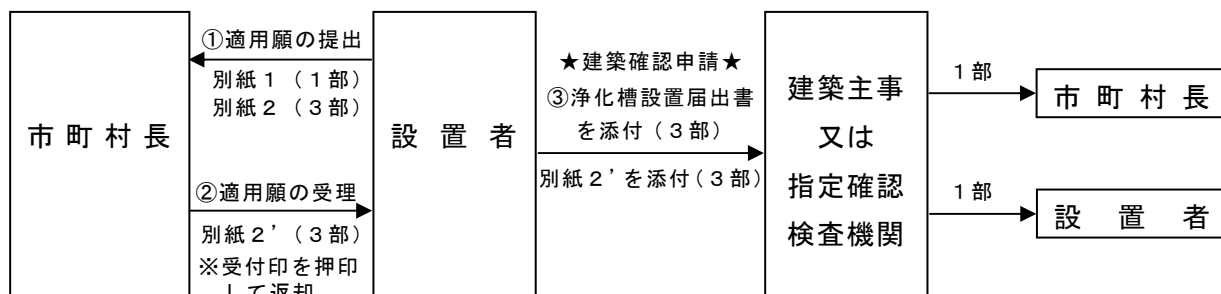 市町村長
①適用願の提出
別紙１（１部）
別紙２（３部）
②適用願の受理
別紙２’（３部）
※受付印を押印
して返却
設置者
★建築確認申請★
③浄化槽設置届出書
を添付（３部）
別紙２’を添付（３部）
建築主事
又は
指定確認
検査機関
１部
市町村長
１部
設置者